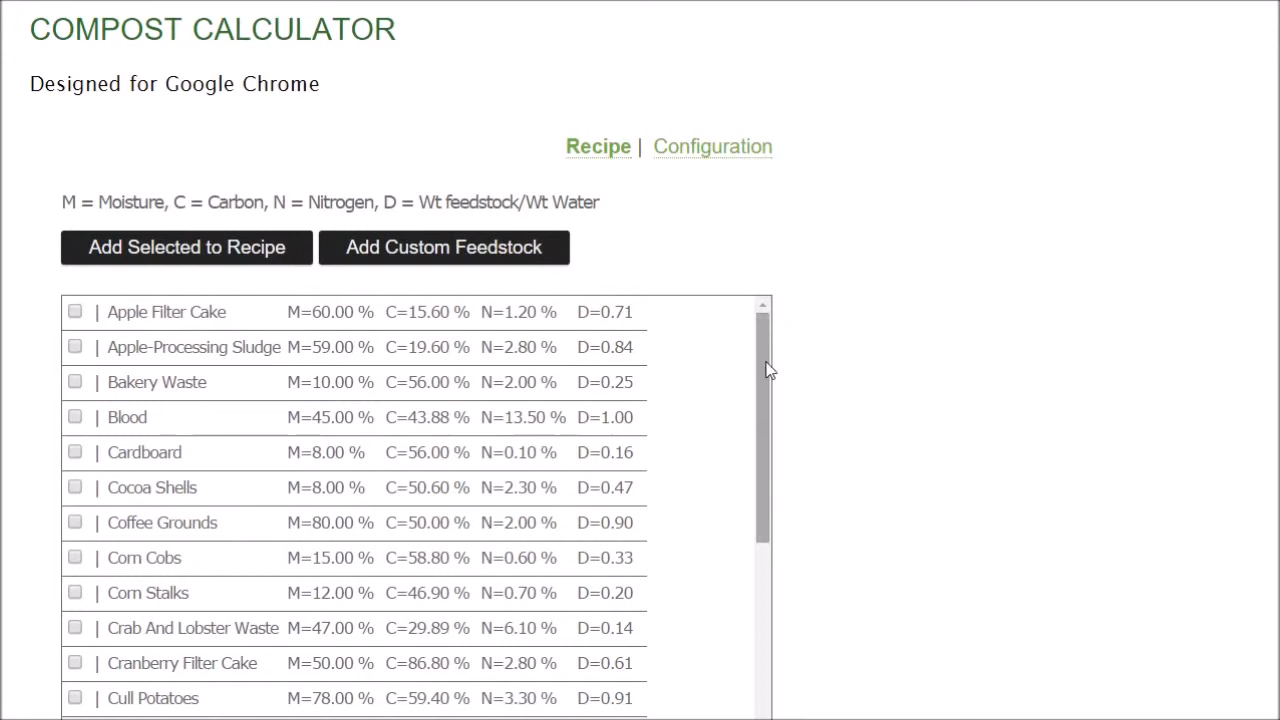 COMPOST CALCULATOR
Designed for Google Chrome
Recipe | Configuration
M = Moisture, C = Carbon, N = Nitrogen, D = Wt feedstock/Wt Water
Add Selected to Recipe Add Custom Feedstock
| Apple Filter Cake M=60.00 % C=15.60 % N=1.20 % D=0.71
| Apple-Processing Sludge M=59.00 % C=19.60 % N=2.80 % D=0.84
| Bakery Waste M=10.00 % C=56.00 % N=2.00 % D=0.25
| Blood M=45.00 % C=43.88 % N=13.50 % D=1.00
| Cardboard M=8.00 % C=56.00 % N=0.10 % D=0.16
| Cocoa Shells M=8.00 % C=50.60 % N=2.30 % D=0.47
| Coffee Grounds M=80.00 % C=50.00 % N=2.00 % D=0.90
| Corn Cobs M=15.00 % C=58.80 % N=0.60 % D=0.33
| Corn Stalks M=12.00 % C=46.90 % N=0.70 % D=0.20
| Crab And Lobster Waste M=47.00 % C=29.89 % N=6.10 % D=0.14
| Cranberry Filter Cake M=50.00 % C=86.80 % N=2.80 % D=0.61
| Cull Potatoes M=78.00 % C=59.40 % N=3.30 % D=0.91